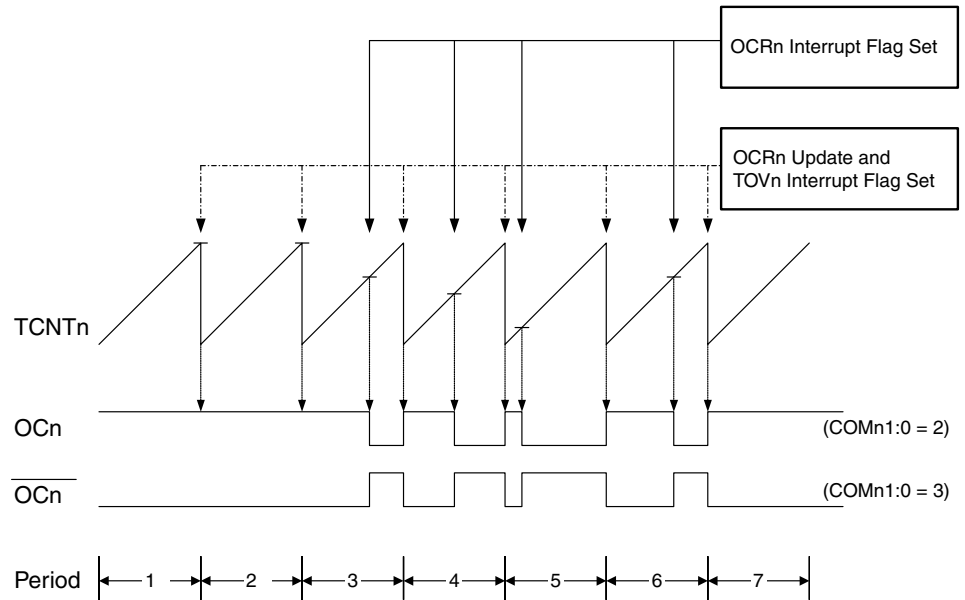 OCRn Interrupt Flag Set
OCRn Update and
TOVn Interrupt Flag Set
TCNTn
OCn
(COMn1:0 = 2)
OCn
(COMn1:0 = 3)
Period
1
2
3
4
5
6
7